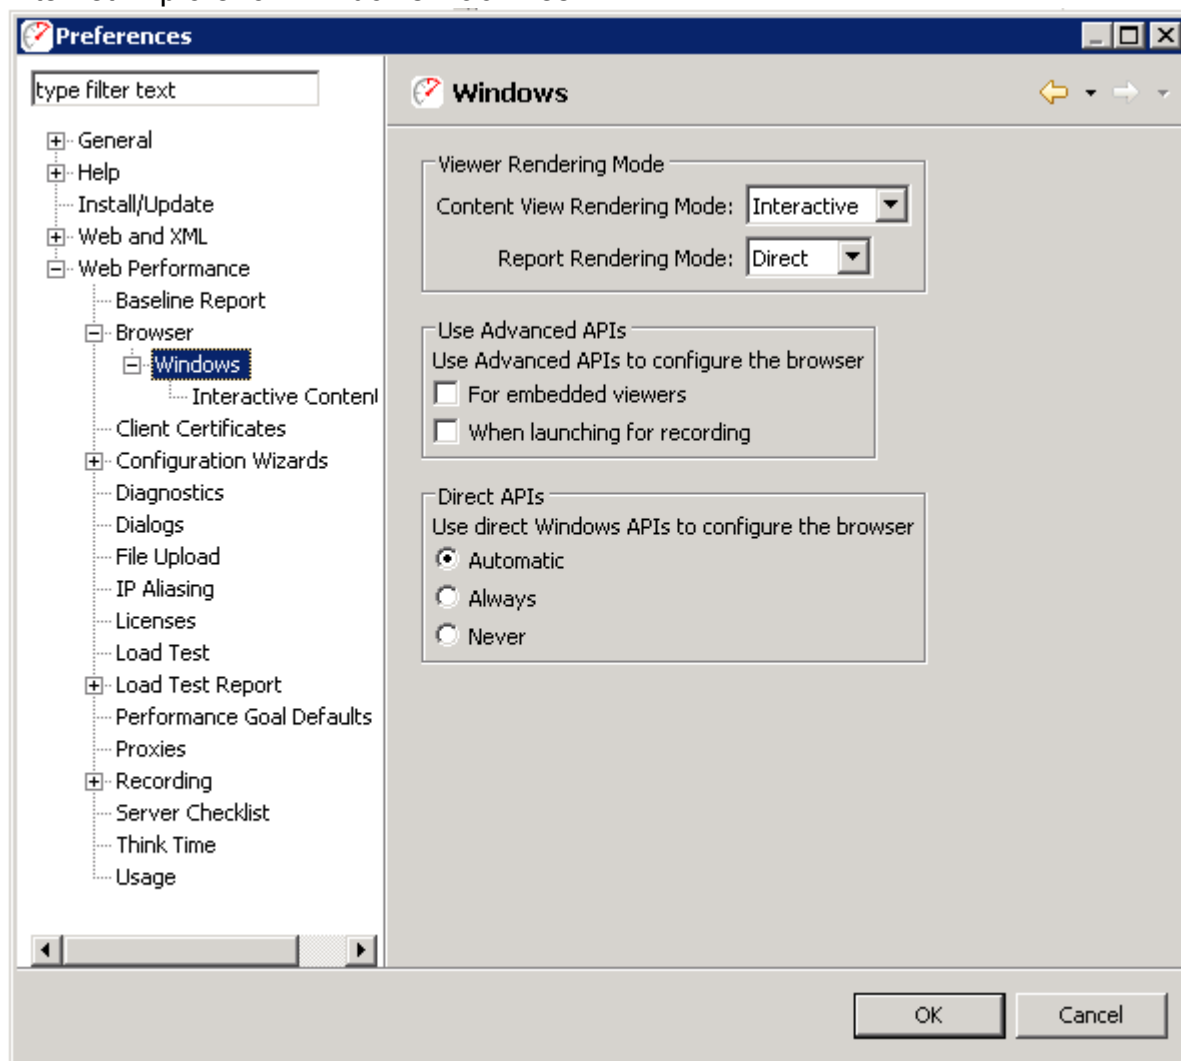 Preferences
type filter text
Windows
General
Help
Install/Update
Web and XML
Web Performance
Baseline Report
Browser
Windows
Interactive Content
Client Certificates
Configuration Wizards
Diagnostics
Dialogs
File Upload
IP Aliasing
Licenses
Load Test
Load Test Report
Performance Goal Defaults
Proxies
Recording
Server Checklist
Think Time
Usage
Viewer Rendering Mode
Content View Rendering Mode: Interactive
Report Rendering Mode: Direct
Use Advanced APIs
Use Advanced APIs to configure the browser
For embedded viewers
When launching for recording
Direct APIs
Use direct Windows APIs to configure the browser
Automatic
Always
Never
OK Cancel